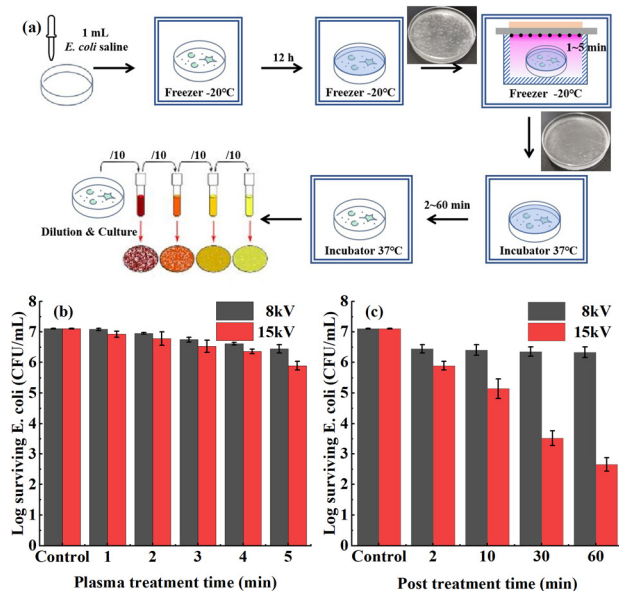 (a)
1 mL
E. coli saline
Freezer -20℃
12 h
Freezer -20℃
1~5 min
Freezer -20℃
/10 /10 /10 /10
Dilution & Culture
Incubator 37℃
2~60 min
Incubator 37℃
(b)
8kV
15kV
Log surviving E. coli (CFU/mL)
8
7
6
5
4
3
2
1
0
Control 1 2 3 4 5
Plasma treatment time (min)
(c)
8kV
15kV
Log surviving E. coli (CFU/mL)
8
7
6
5
4
3
2
1
0
Control 2 10 30 60
Post treatment time (min)